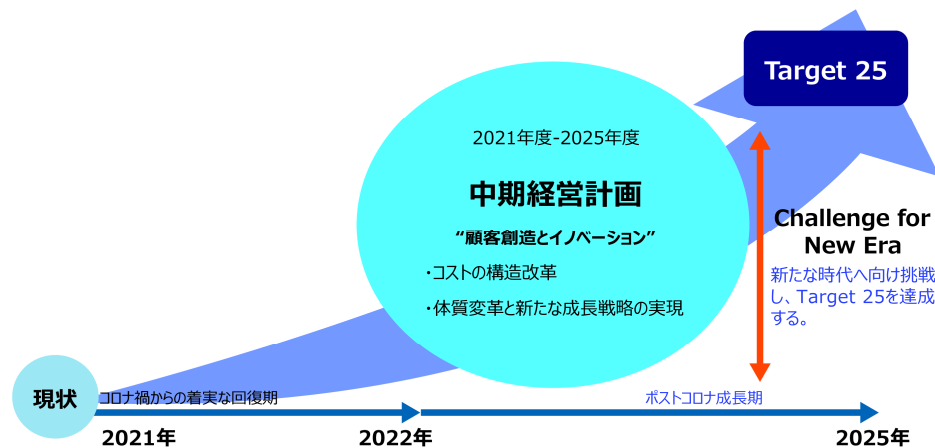 Target 25
2021年度-2025年度
中期経営計画
“顧客創造とイノベーション”
・コストの構造改革
・体質変革と新たな成長戦略の実現
Challenge for
New Era
新たな時代へ向け挑戦
し、Target 25を達成
する。
現状
コロナ禍からの着実な回復期
ポストコロナ成長期
2021年
2022年
2025年